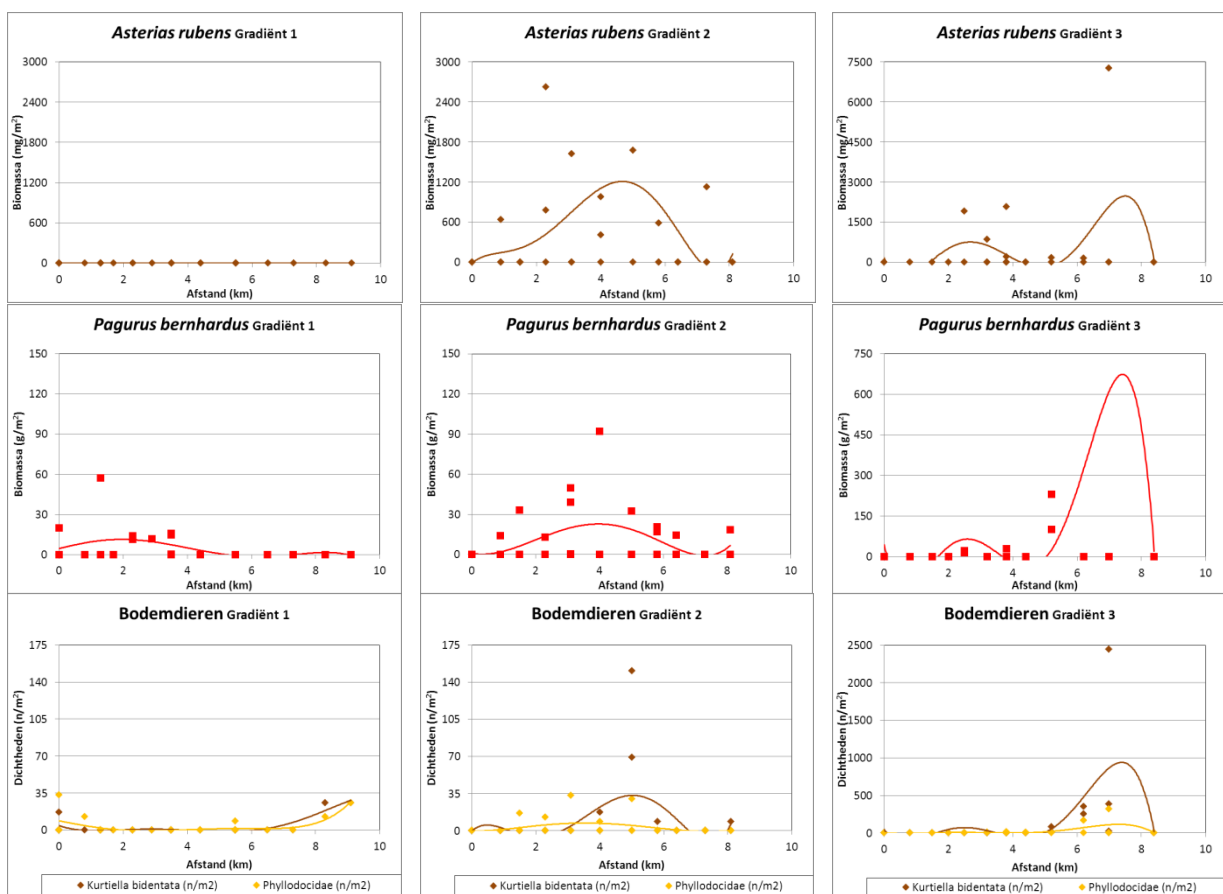 Asterias rubens Gradiënt 1
Biomassa (mg/m²)
3000
2400
1800
1200
600
0
0 2 4 6 8 10
Afstand (km)
Asterias rubens Gradiënt 2
Biomassa (mg/m²)
3000
2400
1800
1200
600
0
0 2 4 6 8 10
Afstand (km)
Asterias rubens Gradiënt 3
Biomassa (mg/m²)
7500
6000
4500
3000
1500
0
0 2 4 6 8 10
Afstand (km)
Pagurus bernhardus Gradiënt 1
Biomassa (g/m²)
150
120
90
60
30
0
0 2 4 6 8 10
Afstand (km)
Pagurus bernhardus Gradiënt 2
Biomassa (g/m²)
150
120
90
60
30
0
0 2 4 6 8 10
Afstand (km)
Pagurus bernhardus Gradiënt 3
Biomassa (g/m²)
750
600
450
300
150
0
0 2 4 6 8 10
Afstand (km)
Bodemdieren Gradiënt 1
Dichtheden (n/m²)
175
140
105
70
35
0
0 2 4 6 8 10
Afstand (km)
Kurtiella bidentata (n/m2) Phyllodocidae (n/m2)
Bodemdieren Gradiënt 2
Dichtheden (n/m²)
175
140
105
70
35
0
0 2 4 6 8 10
Afstand (km)
Kurtiella bidentata (n/m2) Phyllodocidae (n/m2)
Bodemdieren Gradiënt 3
Dichtheden (n/m²)
2500
2000
1500
1000
500
0
0 2 4 6 8 10
Afstand (km)
Kurtiella bidentata (n/m2) Phyllodocidae (n/m2)